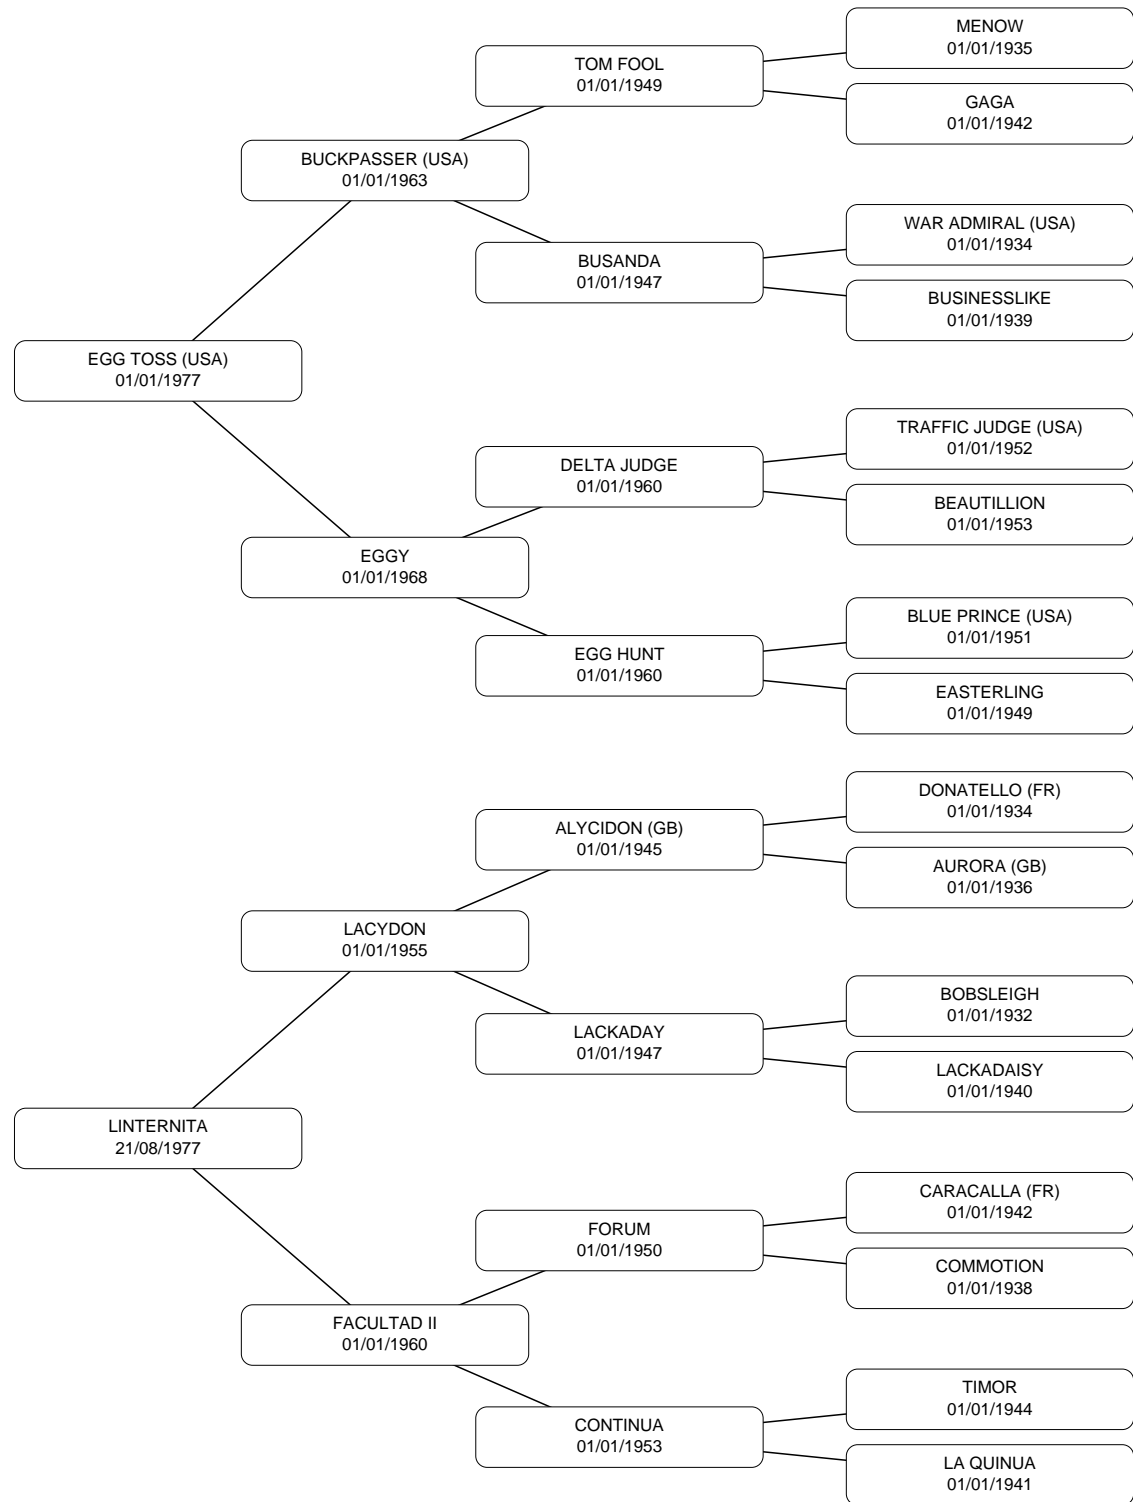 MENOW
01/01/1935
TOM FOOL
01/01/1949
GAGA
01/01/1942
BUCKPASSER (USA)
01/01/1963
WAR ADMIRAL (USA)
01/01/1934
BUSANDA
01/01/1947
BUSINESSLIKE
01/01/1939
EGG TOSS (USA)
01/01/1977
TRAFFIC JUDGE (USA)
01/01/1952
DELTA JUDGE
01/01/1960
BEAUTILLION
01/01/1953
EGGY
01/01/1968
BLUE PRINCE (USA)
01/01/1951
EGG HUNT
01/01/1960
EASTERLING
01/01/1949
DONATELLO (FR)
01/01/1934
ALYCIDON (GB)
01/01/1945
AURORA (GB)
01/01/1936
LACYDON
01/01/1955
BOBSLEIGH
01/01/1932
LACKADAY
01/01/1947
LACKADAISY
01/01/1940
LINTERNITA
21/08/1977
CARACALLA (FR)
01/01/1942
FORUM
01/01/1950
COMMOTION
01/01/1938
FACULTAD II
01/01/1960
TIMOR
01/01/1944
CONTINUA
01/01/1953
LA QUINUA
01/01/1941